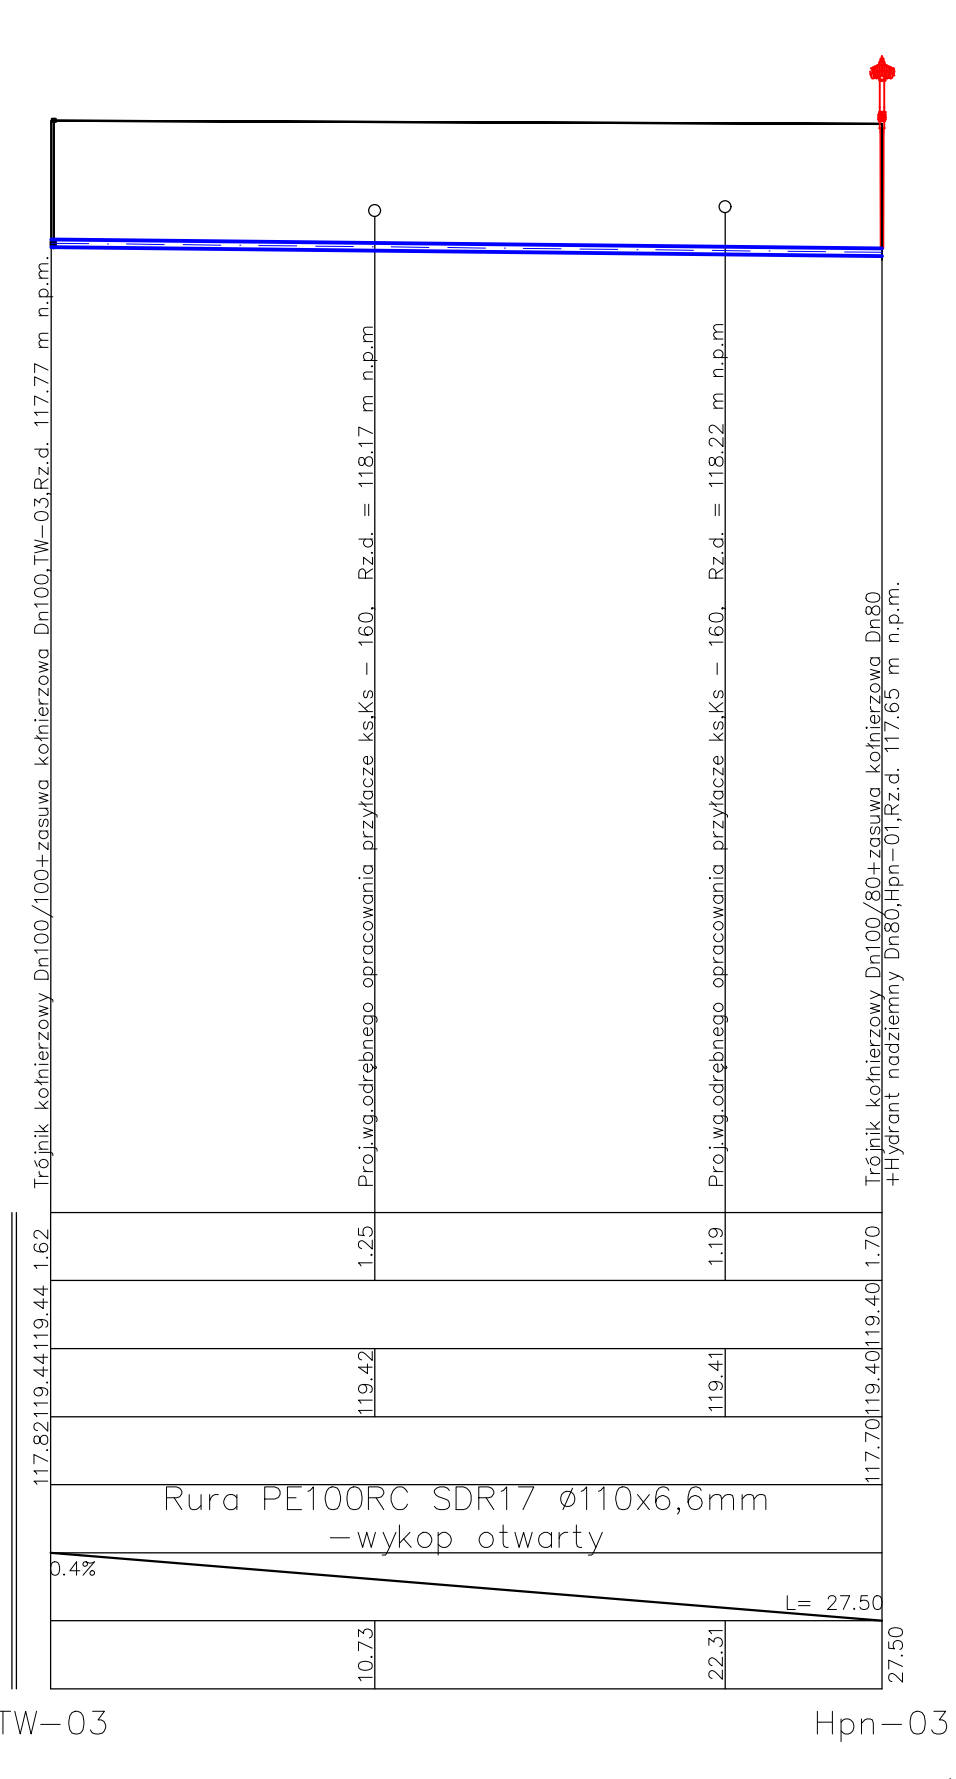 Trójnik kołnierzowy Dn100/100+zasuwa kołnierzowa Dn100,TW-03,Rz.d. 117.77 m n.p.m.
Proj.wg.odrębnego opracowania przyłacze ks,Ks - 160, Rz.d. = 118.17 m n.p.m
Proj.wg.odrębnego opracowania przyłacze ks,Ks - 160, Rz.d. = 118.22 m n.p.m
Trójnik kołnierzowy Dn100/80+zasuwa kołnierzowa Dn80
+Hydrant nadziemny Dn80,Hpn-01,Rz.d. 117.65 m n.p.m.
1.62 1.25 1.19 1.70
119.44 119.40
119.44 119.42 119.41 119.40
117.82 117.70
Rura PE100RC SDR17 ø110x6,6mm
-wykop otwarty
0.4%
L= 27.50
10.73 22.31 27.50
TW-03 Hpn-03